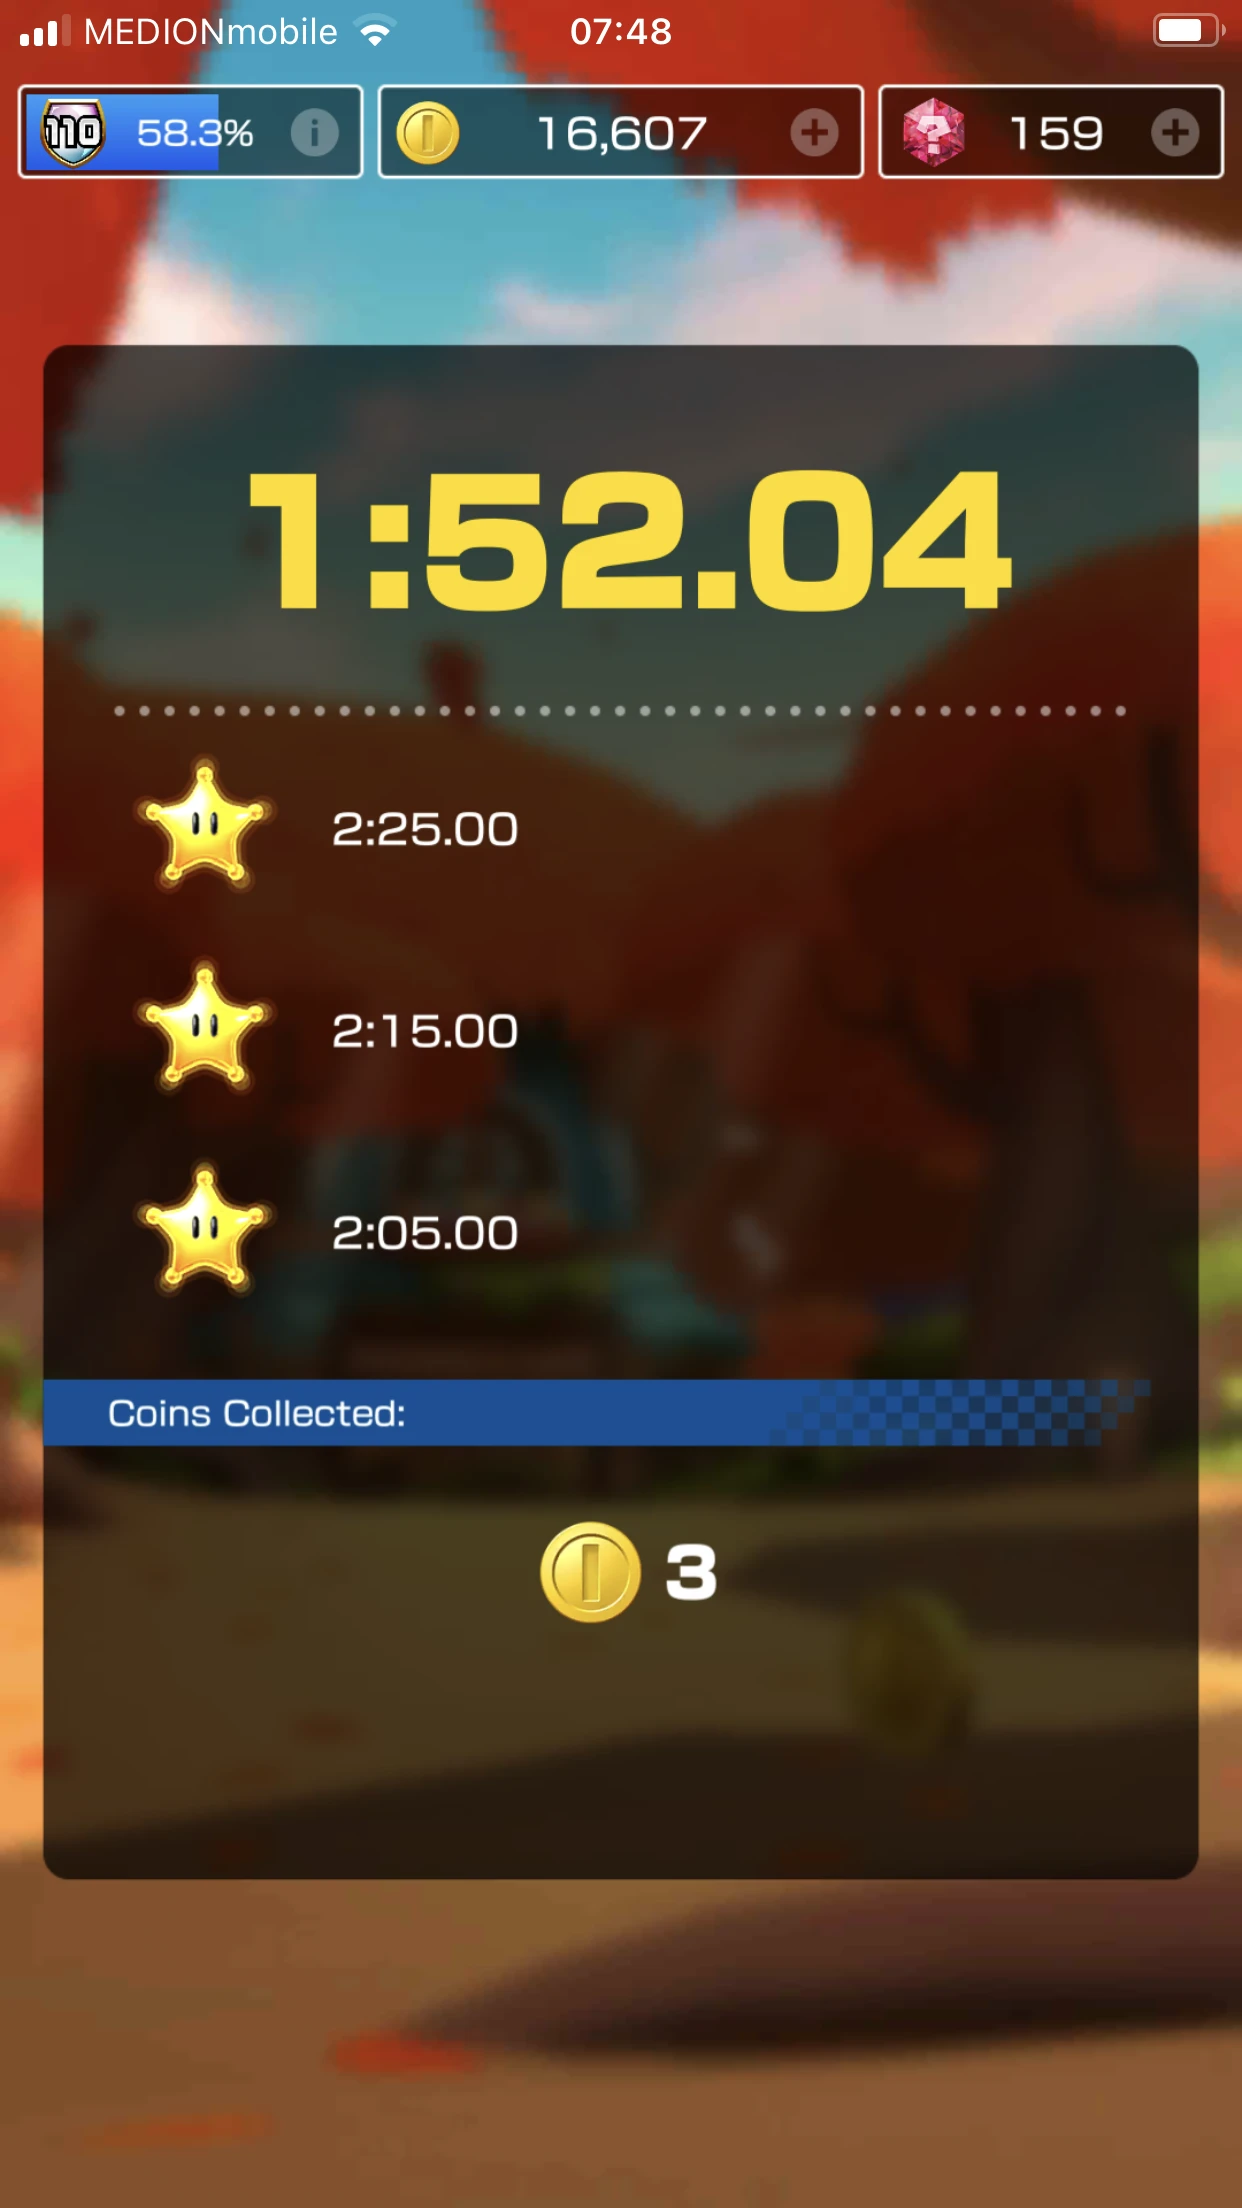 MEDIONmobile 07:48
110 58.3% i 16,607 + ? 159 +
1:52.04
2:25.00
2:15.00
2:05.00
Coins Collected:
3